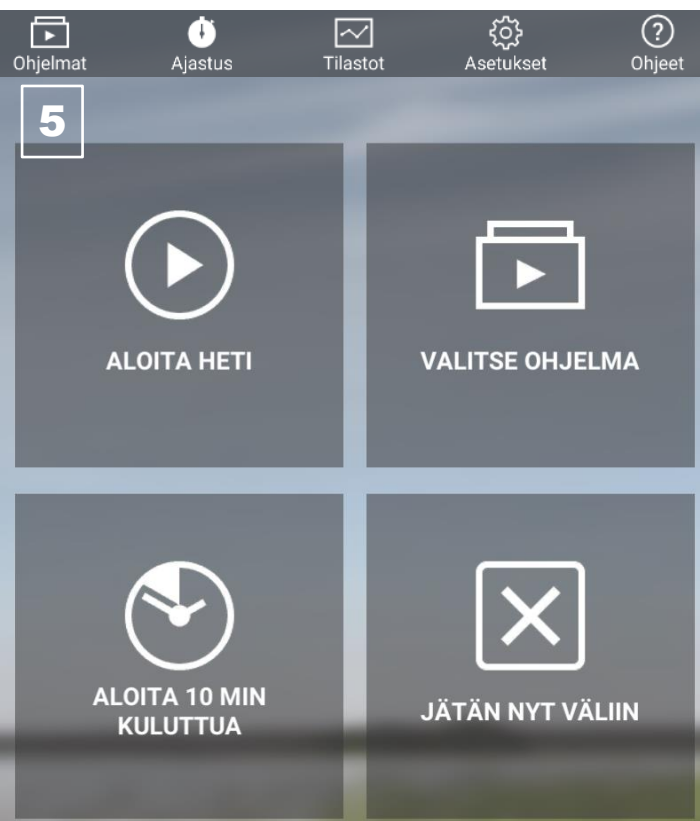 Ohjelmat Ajastus Tilastot Asetukset Ohjeet
5
ALOITA HETI
VALITSE OHJELMA
ALOITA 10 MIN
KULUTTUA
JÄTÄN NYT VÄLIIN